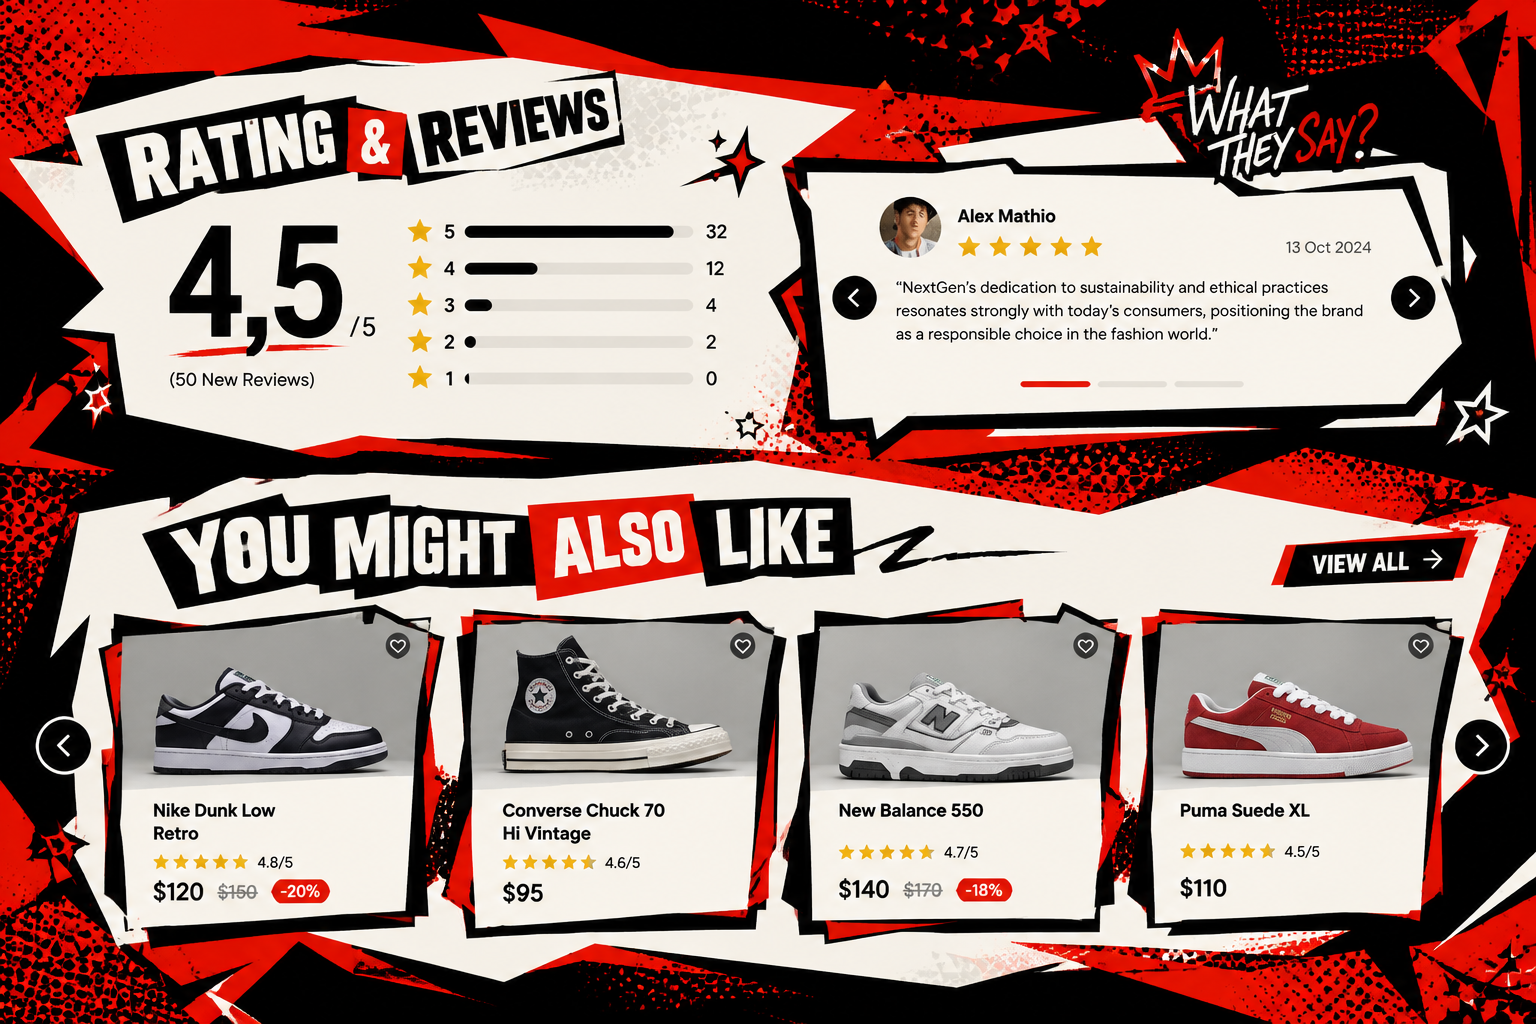 RATING & REVIEWS
4,5 /5
(50 New Reviews)
5 32
4 12
3 4
2 2
1 0
WHAT
THEY SAY?
Alex Mathio
13 Oct 2024
“NextGen’s dedication to sustainability and ethical practices
resonates strongly with today’s consumers, positioning the brand
as a responsible choice in the fashion world.”
YOU MIGHT ALSO LIKE
VIEW ALL →
Nike Dunk Low
Retro
4.8/5
$120 $150 -20%
Converse Chuck 70
Hi Vintage
4.6/5
$95
N
New Balance 550
4.7/5
$140 $170 -18%
Puma Suede XL
4.5/5
$110